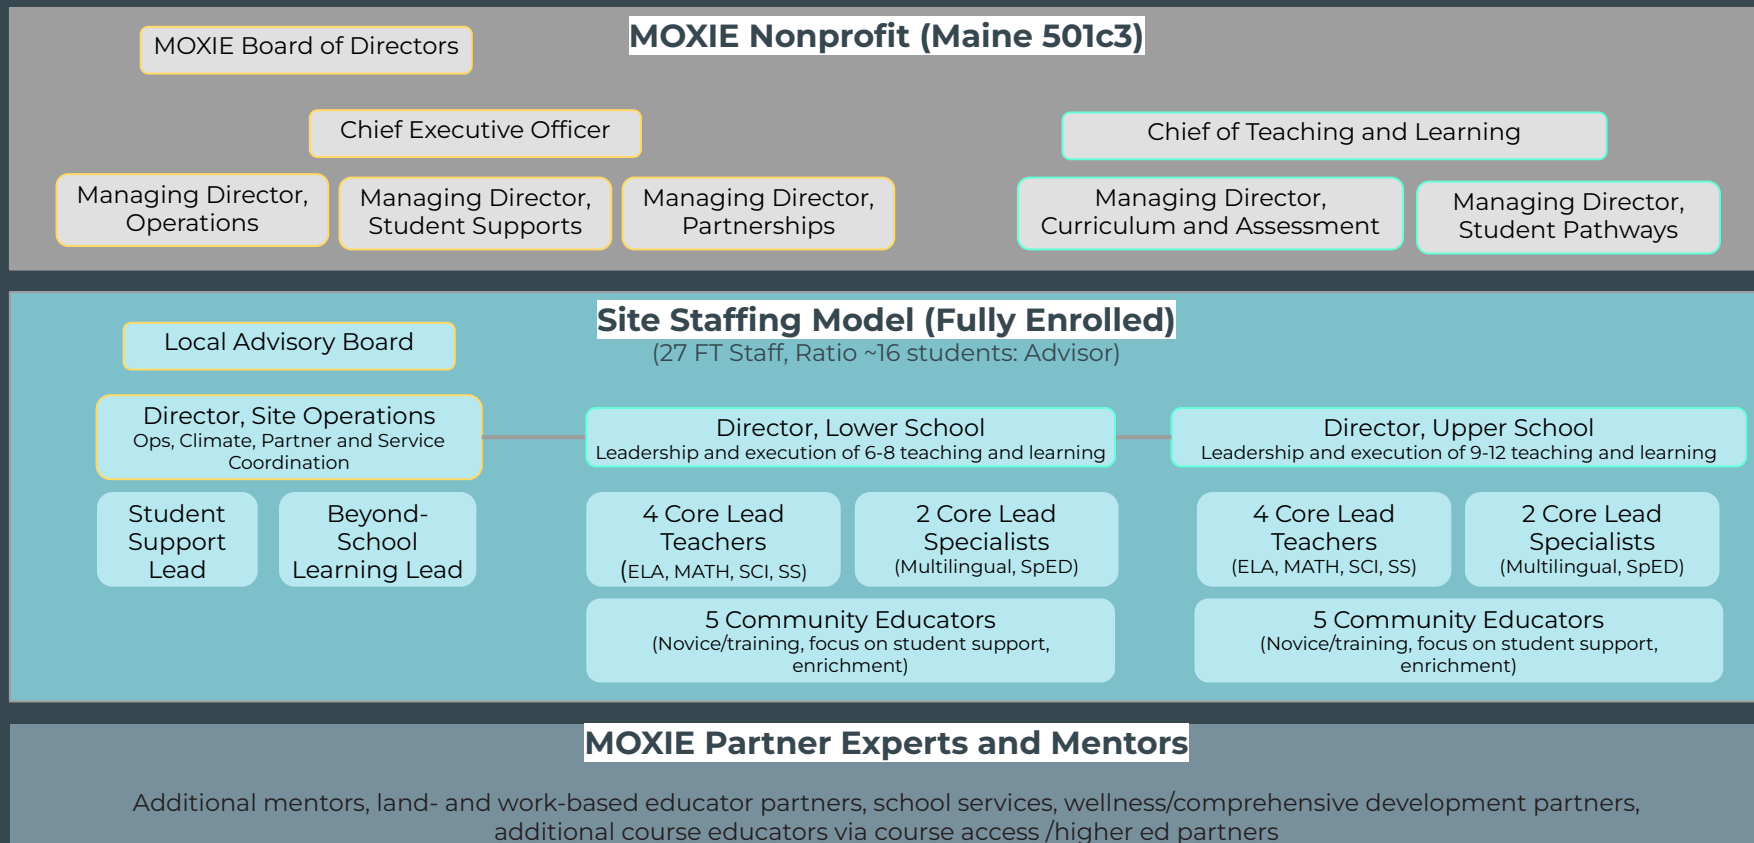 MOXIE Nonprofit (Maine 501c3)
MOXIE Board of Directors
Chief Executive Officer
Chief of Teaching and Learning
Managing Director,
Operations
Managing Director,
Student Supports
Managing Director,
Partnerships
Managing Director,
Curriculum and Assessment
Managing Director,
Student Pathways
Site Staffing Model (Fully Enrolled)
(27 FT Staff, Ratio ~16 students: Advisor)
Local Advisory Board
Director, Site Operations
Ops, Climate, Partner and Service
Coordination
Director, Lower School
Leadership and execution of 6-8 teaching and learning
Director, Upper School
Leadership and execution of 9-12 teaching and learning
Student
Support
Lead
Beyond-
School
Learning Lead
4 Core Lead
Teachers
(ELA, MATH, SCI, SS)
2 Core Lead
Specialists
(Multilingual, SpED)
4 Core Lead
Teachers
(ELA, MATH, SCI, SS)
2 Core Lead
Specialists
(Multilingual, SpED)
5 Community Educators
(Novice/training, focus on student support,
enrichment)
5 Community Educators
(Novice/training, focus on student support,
enrichment)
MOXIE Partner Experts and Mentors
Additional mentors, land- and work-based educator partners, school services, wellness/comprehensive development partners,
additional course educators via course access /higher ed partners